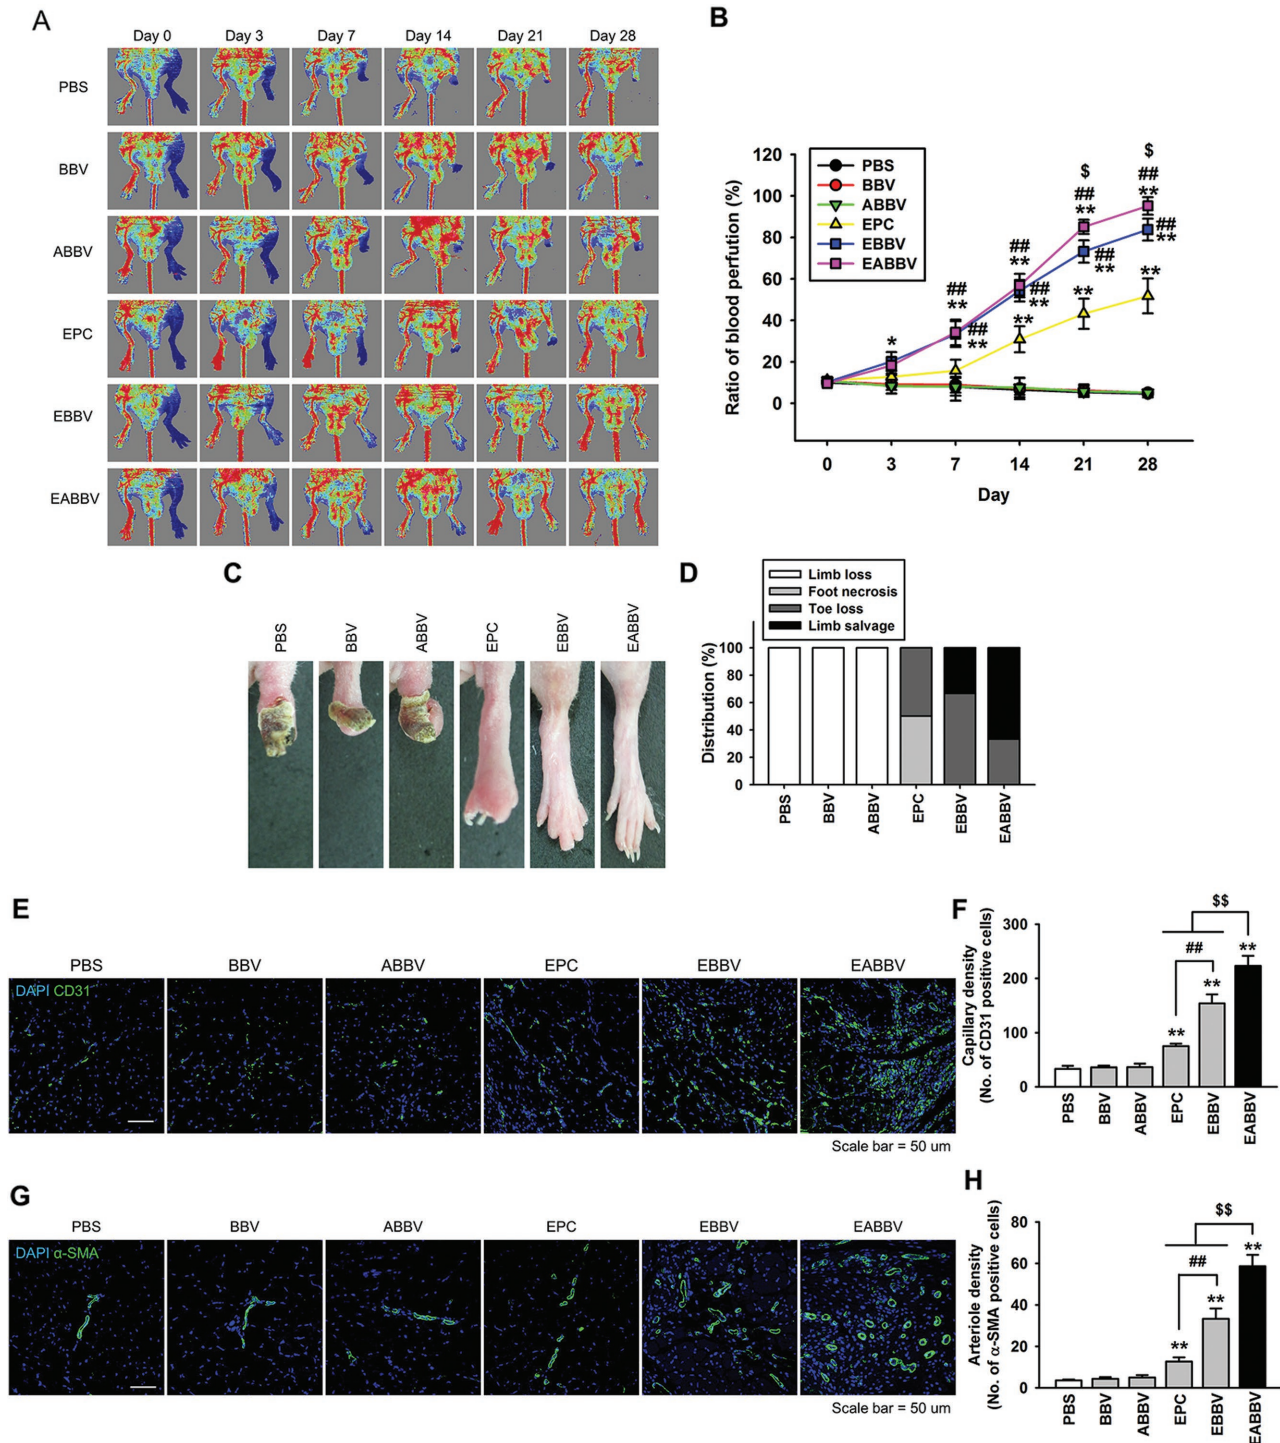 A
Day 0 Day 3 Day 7 Day 14 Day 21 Day 28
PBS
BBV
ABBV
EPC
EBBV
EABBV
B
Ratio of blood perfution (%)
120
100
80
60
40
20
0
PBS
BBV
ABBV
EPC
EBBV
EABBV
$
##
**
$
##
**
##
**
##
**
**
**
##
**
##
**
**
##
**
##
**
*
0 3 7 14 21 28
Day
C
PBS BBV ABBV EPC EBBV EABBV
D
Limb loss
Foot necrosis
Toe loss
Limb salvage
Distribution (%)
100
80
60
40
20
0
PBS BBV ABBV EPC EBBV EABBV
E
PBS BBV ABBV EPC EBBV EABBV
DAPI CD31
Scale bar = 50 um
F
Capillary density
(No. of CD31 positive cells)
300
200
100
0
$$
##
**
**
**
PBS BBV ABBV EPC EBBV EABBV
G
PBS BBV ABBV EPC EBBV EABBV
DAPI α-SMA
Scale bar = 50 um
H
Arteriole density
(No. of α-SMA positive cells)
80
60
40
20
0
$$
##
**
**
**
PBS BBV ABBV EPC EBBV EABBV